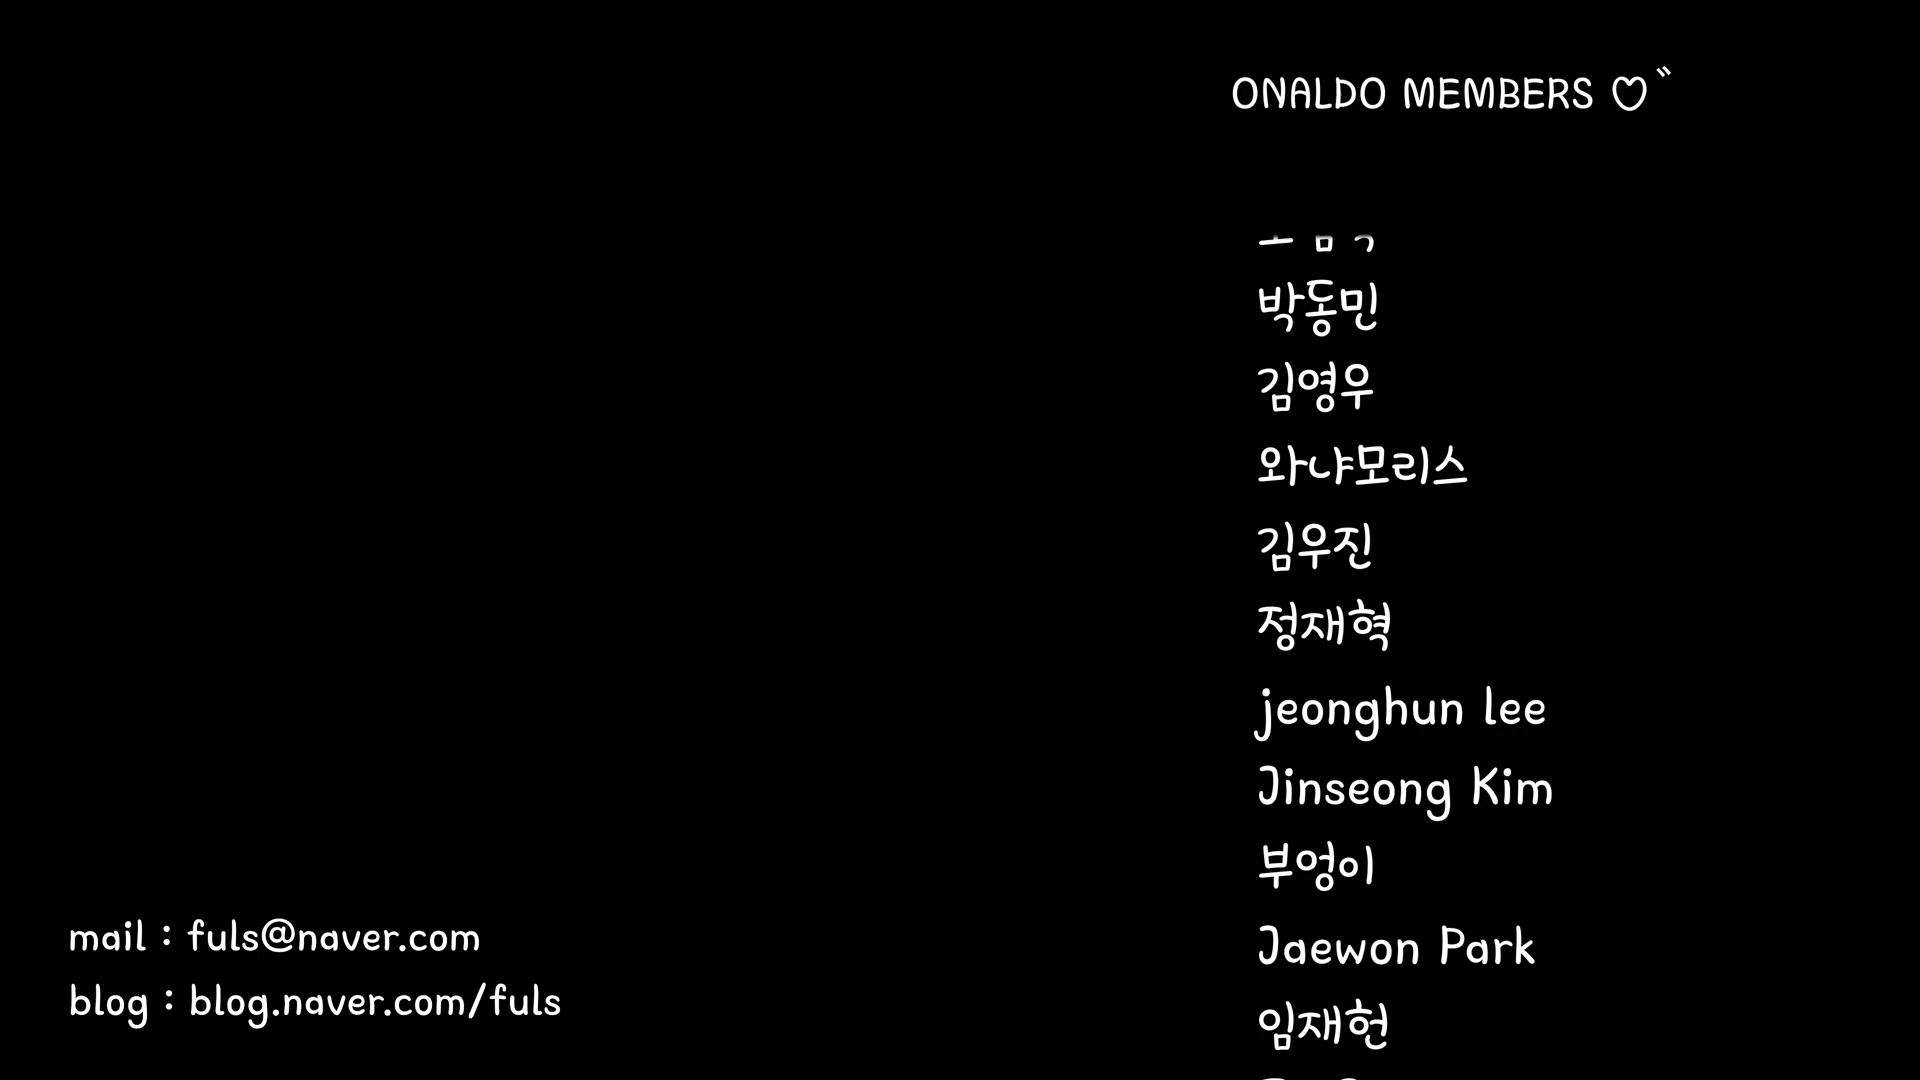 ONALDO MEMBERS ♡〃
박동민
김영우
와냐모리스
김우진
정재혁
jeonghun lee
Jinseong Kim
부엉이
Jaewon Park
임재헌
mail : fuls@naver.com
blog : blog.naver.com/fuls